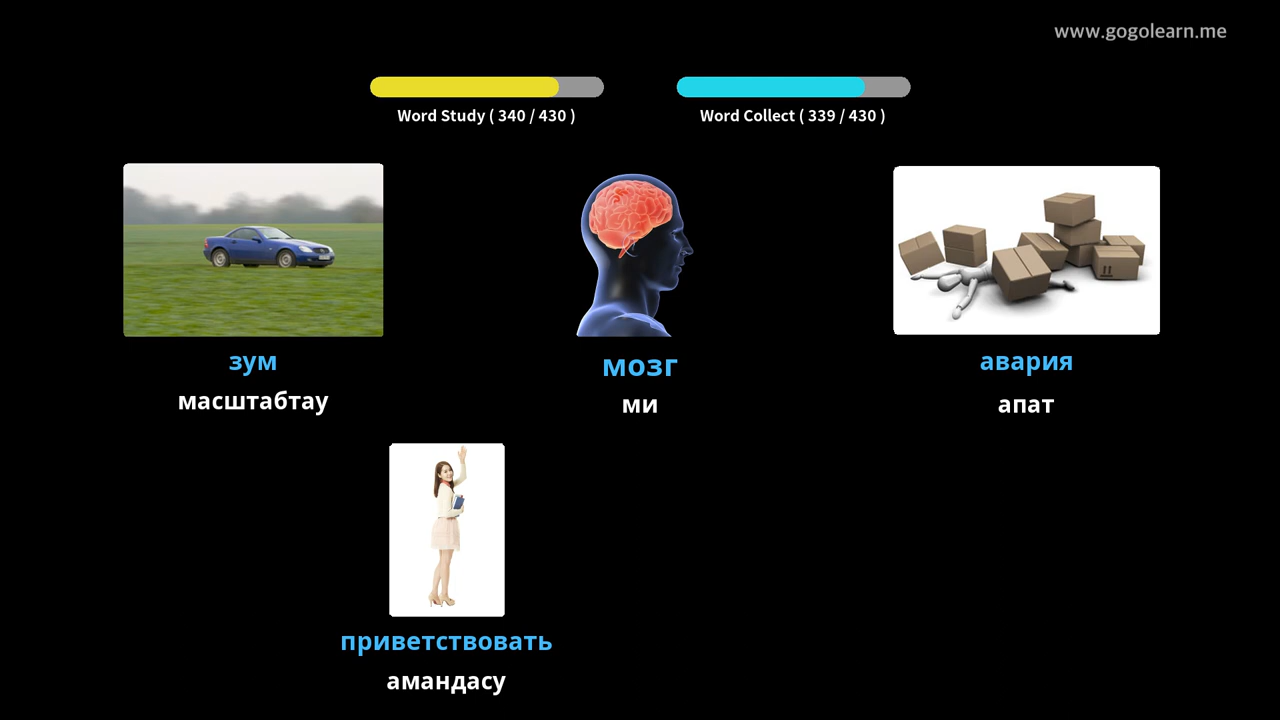 www.gogolearn.me
Word Study ( 340 / 430 )
Word Collect ( 339 / 430 )
зум
масштабтау
мозг
ми
авария
апат
приветствовать
амандасу